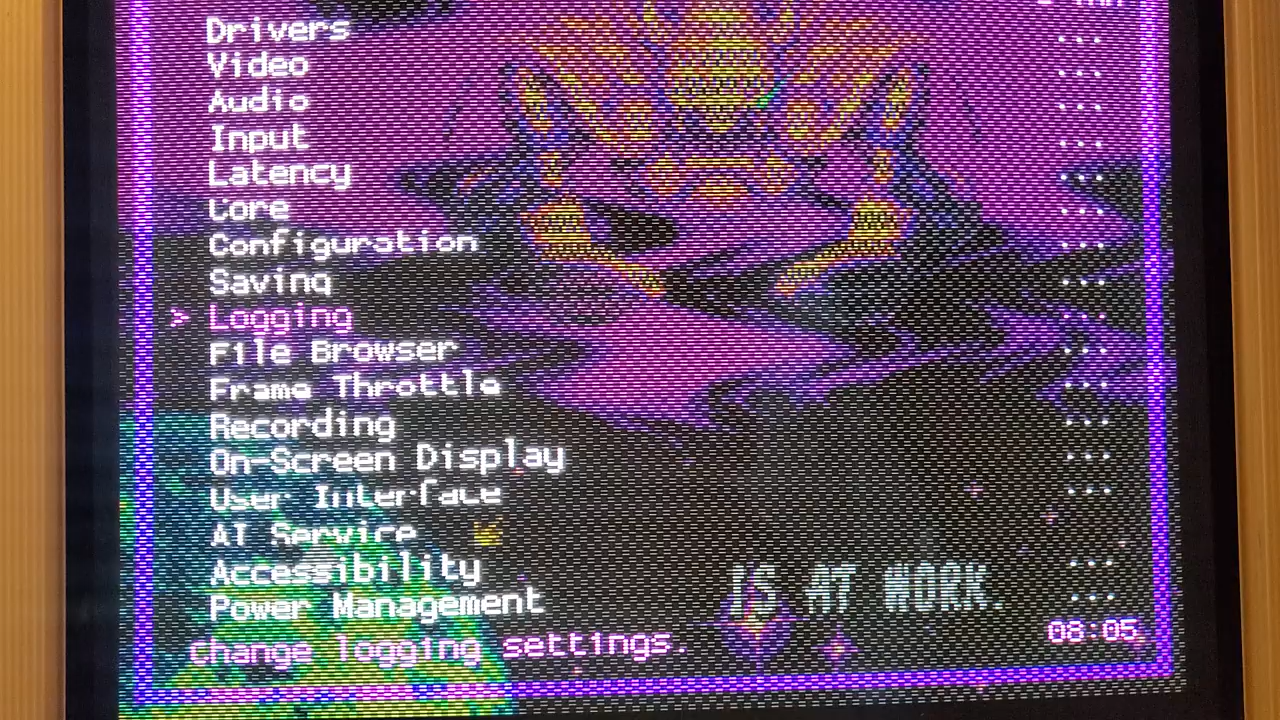 Drivers ...
Video ...
Audio ...
Input ...
Latency ...
Core ...
Configuration ...
Saving ...
> Logging ...
File Browser ...
Frame Throttle ...
Recording ...
On-Screen Display ...
User Interface ...
AI Service
Accessibility ...
Power Management ...
IS AT WORK.
08:05
Change logging settings.